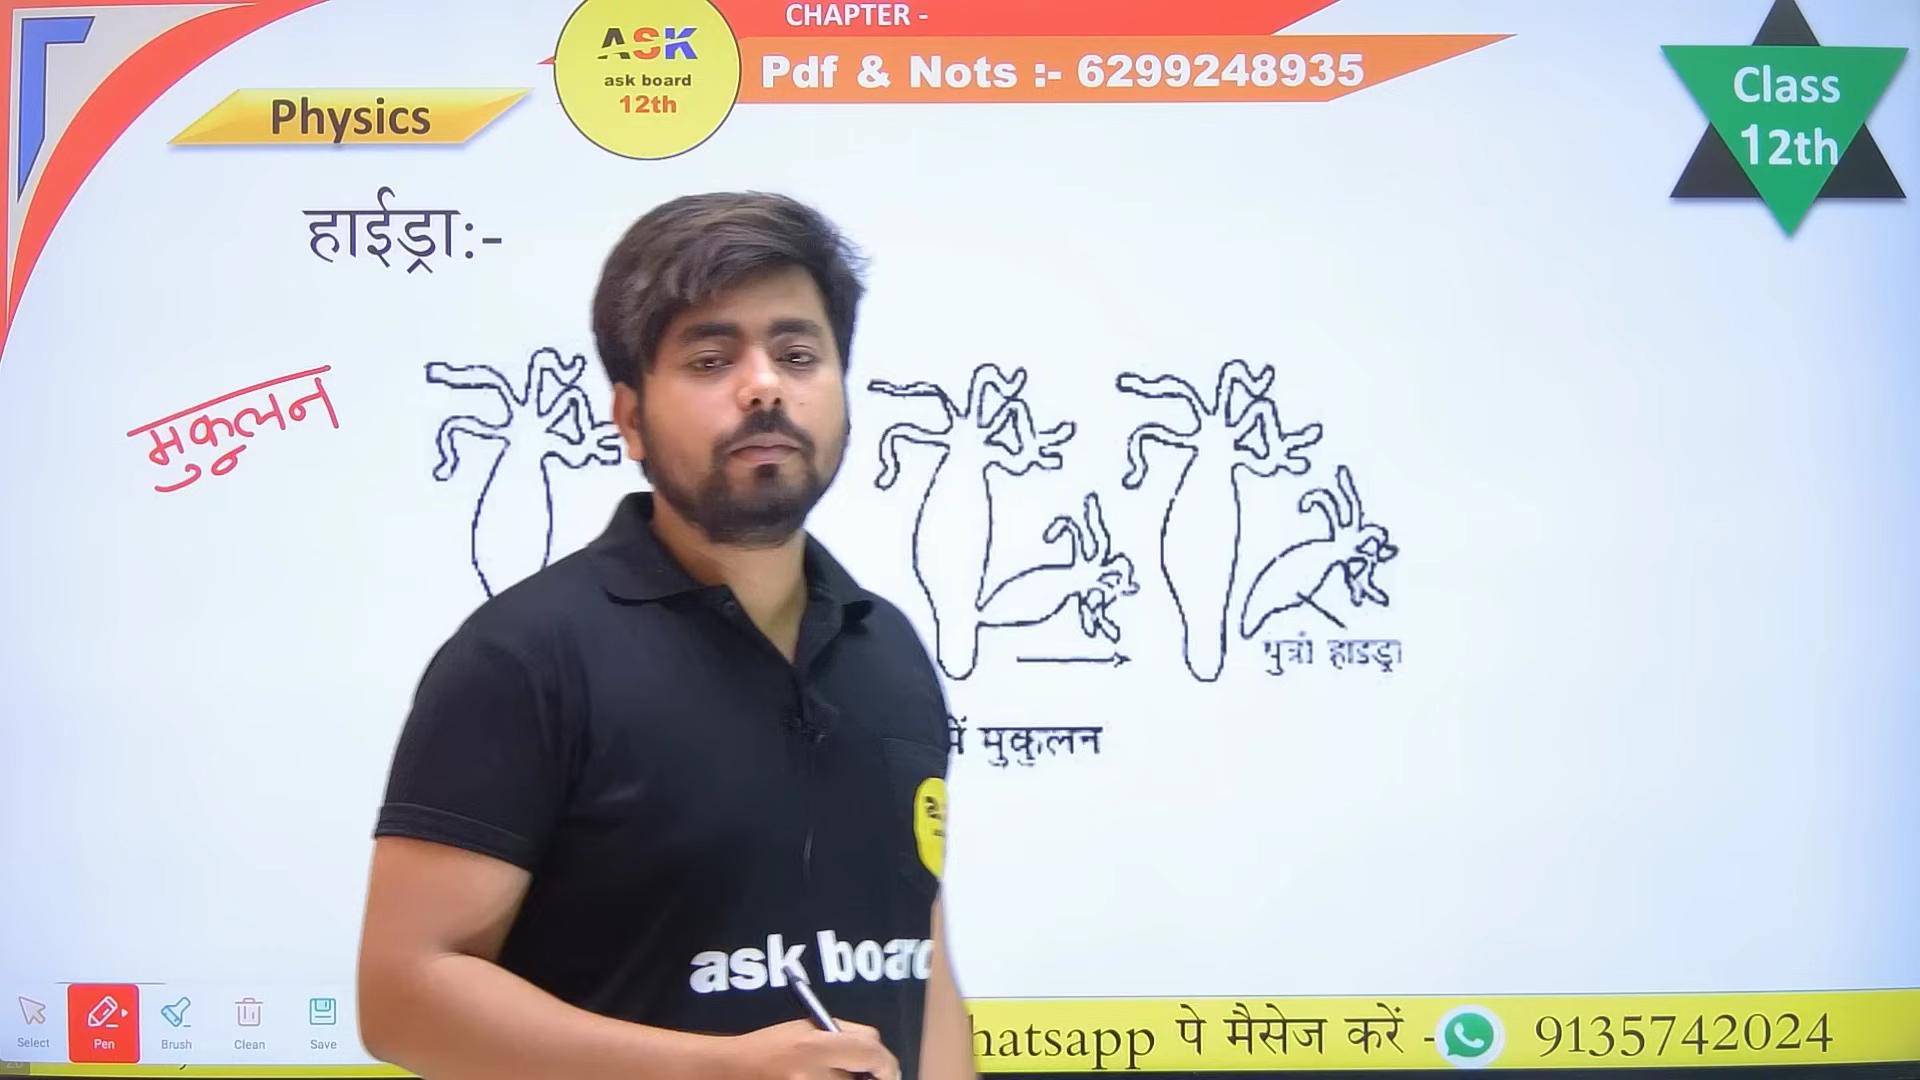 CHAPTER -
ASK
ask board
12th
Pdf & Nots :- 6299248935
Physics
Class
12th
हाईड्रा:-
मुकूलन
पुत्री हाइड्रा
में मुकुलन
ask board
Select
Pen
Brush
Clean
Save
hatsapp पे मैसेज करें - 9135742024